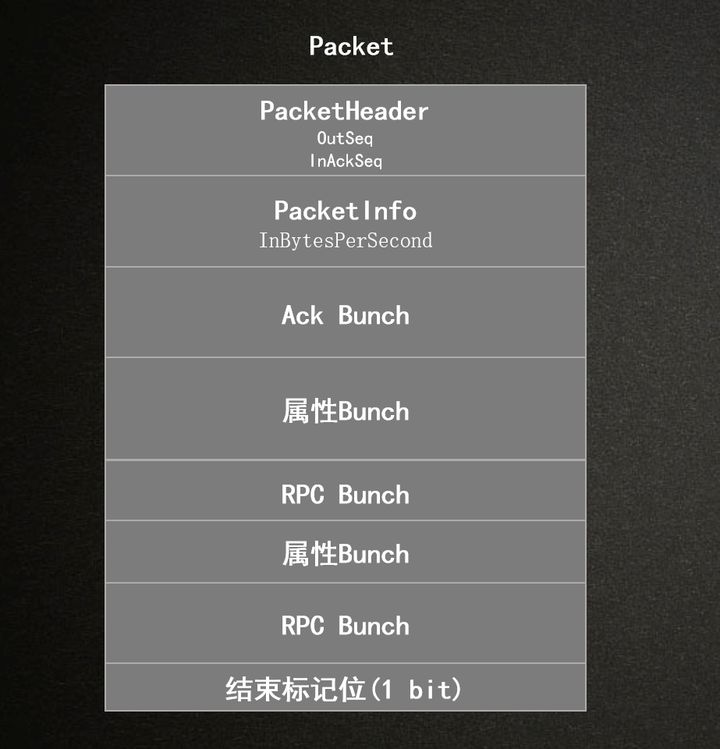 Packet
PacketHeader
OutSeq
InAckSeq
PacketInfo
InBytesPerSecond
Ack Bunch
属性Bunch
RPC Bunch
属性Bunch
RPC Bunch
结束标记位(1 bit)